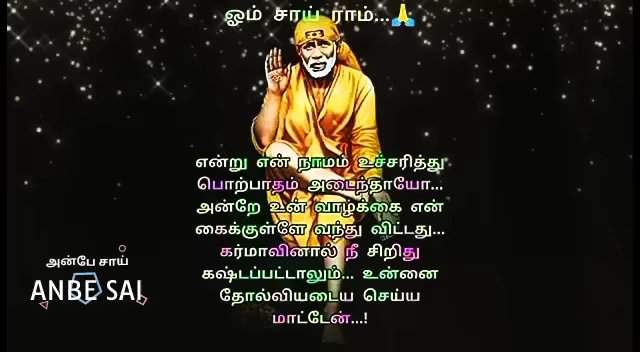 ஓம் சாய் ராம்...🙏
என்று என் நாமம் உச்சரித்து
பொற்பாதம் அடைந்தாயோ...
அன்றே உன் வாழ்க்கை என்
கைக்குள்ளே வந்து விட்டது...
கர்மாவினால் நீ சிறிது
கஷ்டப்பட்டாலும்... உன்னை
தோல்வியடைய செய்ய
மாட்டேன்...!
அன்பே சாய்
ANBE SAI